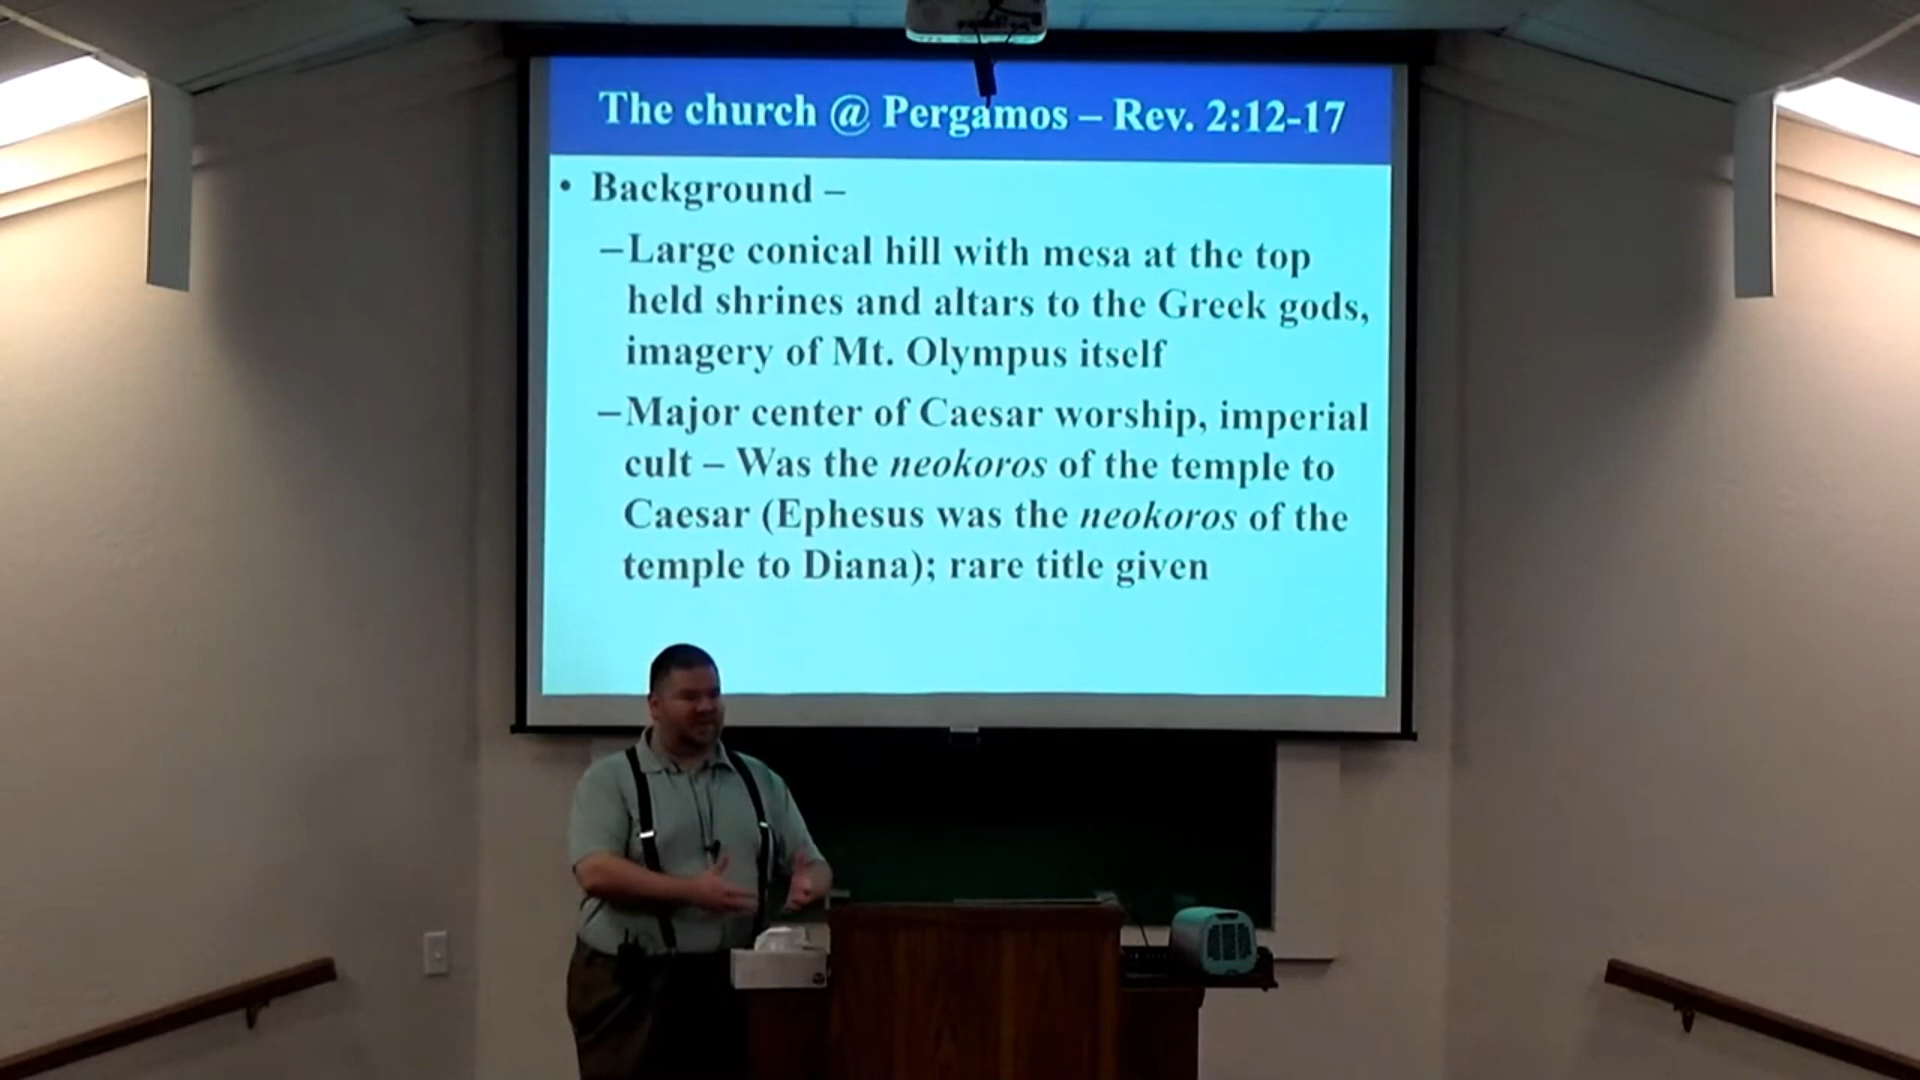 The church @ Pergamos – Rev. 2:12-17
• Background –
–Large conical hill with mesa at the top
held shrines and altars to the Greek gods,
imagery of Mt. Olympus itself
–Major center of Caesar worship, imperial
cult – Was the neokoros of the temple to
Caesar (Ephesus was the neokoros of the
temple to Diana); rare title given